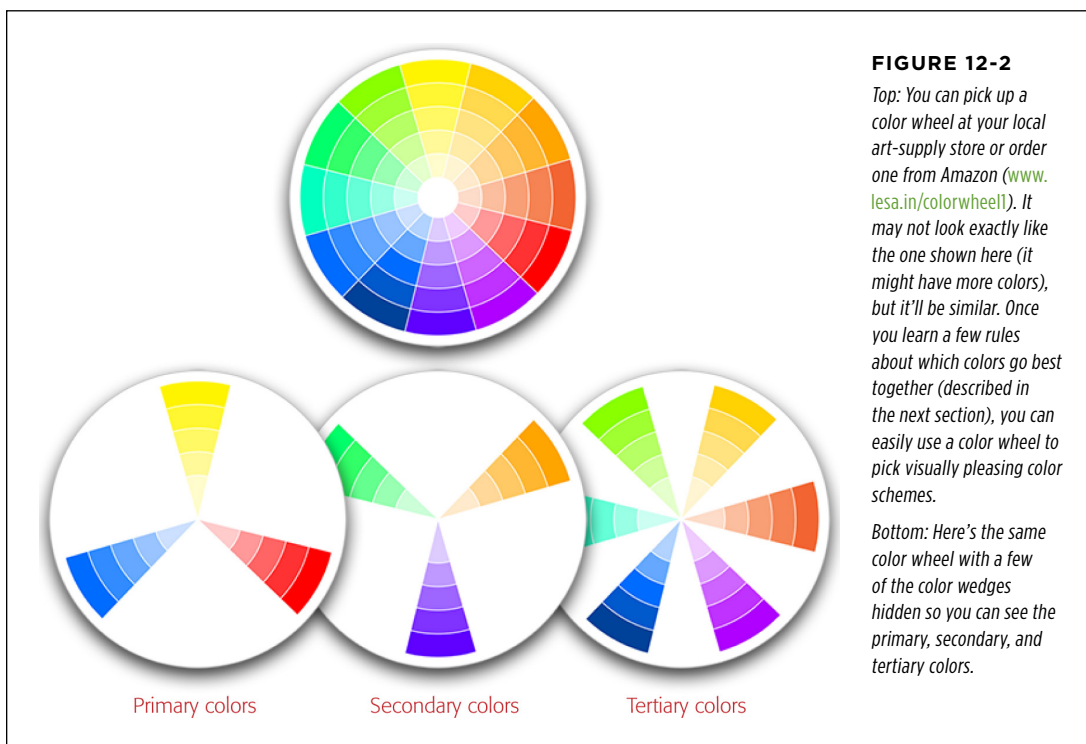 FIGURE 12-2
Top: You can pick up a
color wheel at your local
art-supply store or order
one from Amazon (www.
lesa.in/colorwheel1). It
may not look exactly like
the one shown here (it
might have more colors),
but it'll be similar. Once
you learn a few rules
about which colors go best
together (described in
the next section), you can
easily use a color wheel to
pick visually pleasing color
schemes.
Bottom: Here's the same
color wheel with a few
of the color wedges
hidden so you can see the
primary, secondary, and
tertiary colors.
Primary colors
Secondary colors
Tertiary colors